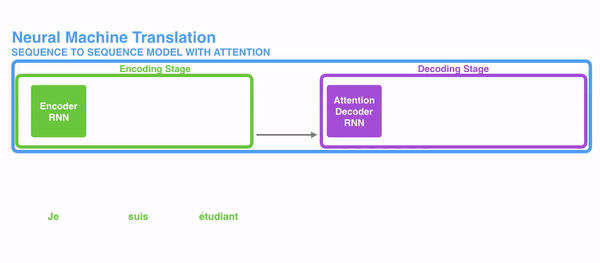 Neural Machine Translation
SEQUENCE TO SEQUENCE MODEL WITH ATTENTION
Encoding Stage
Decoding Stage
Encoder
RNN
Attention
Decoder
RNN
Je suis étudiant